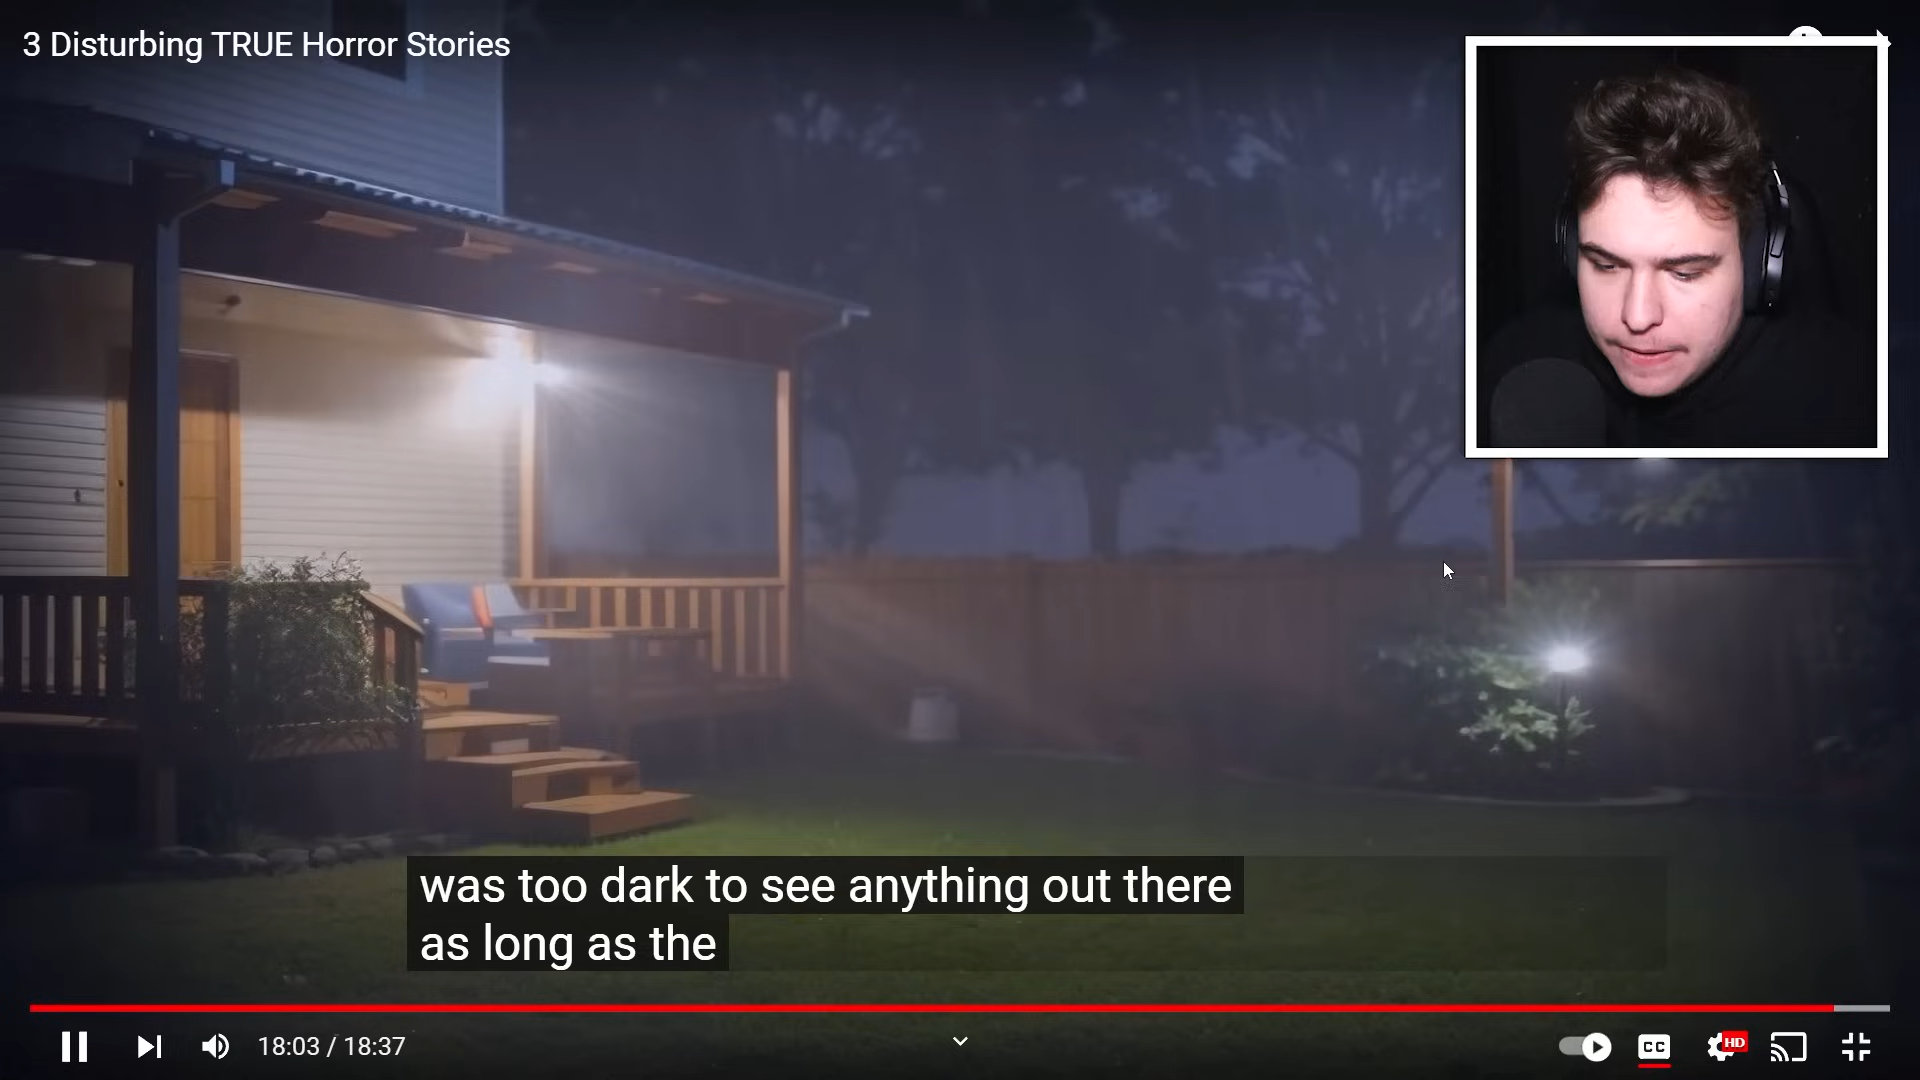 3 Disturbing TRUE Horror Stories
was too dark to see anything out there
as long as the
18:03 / 18:37
CC
HD